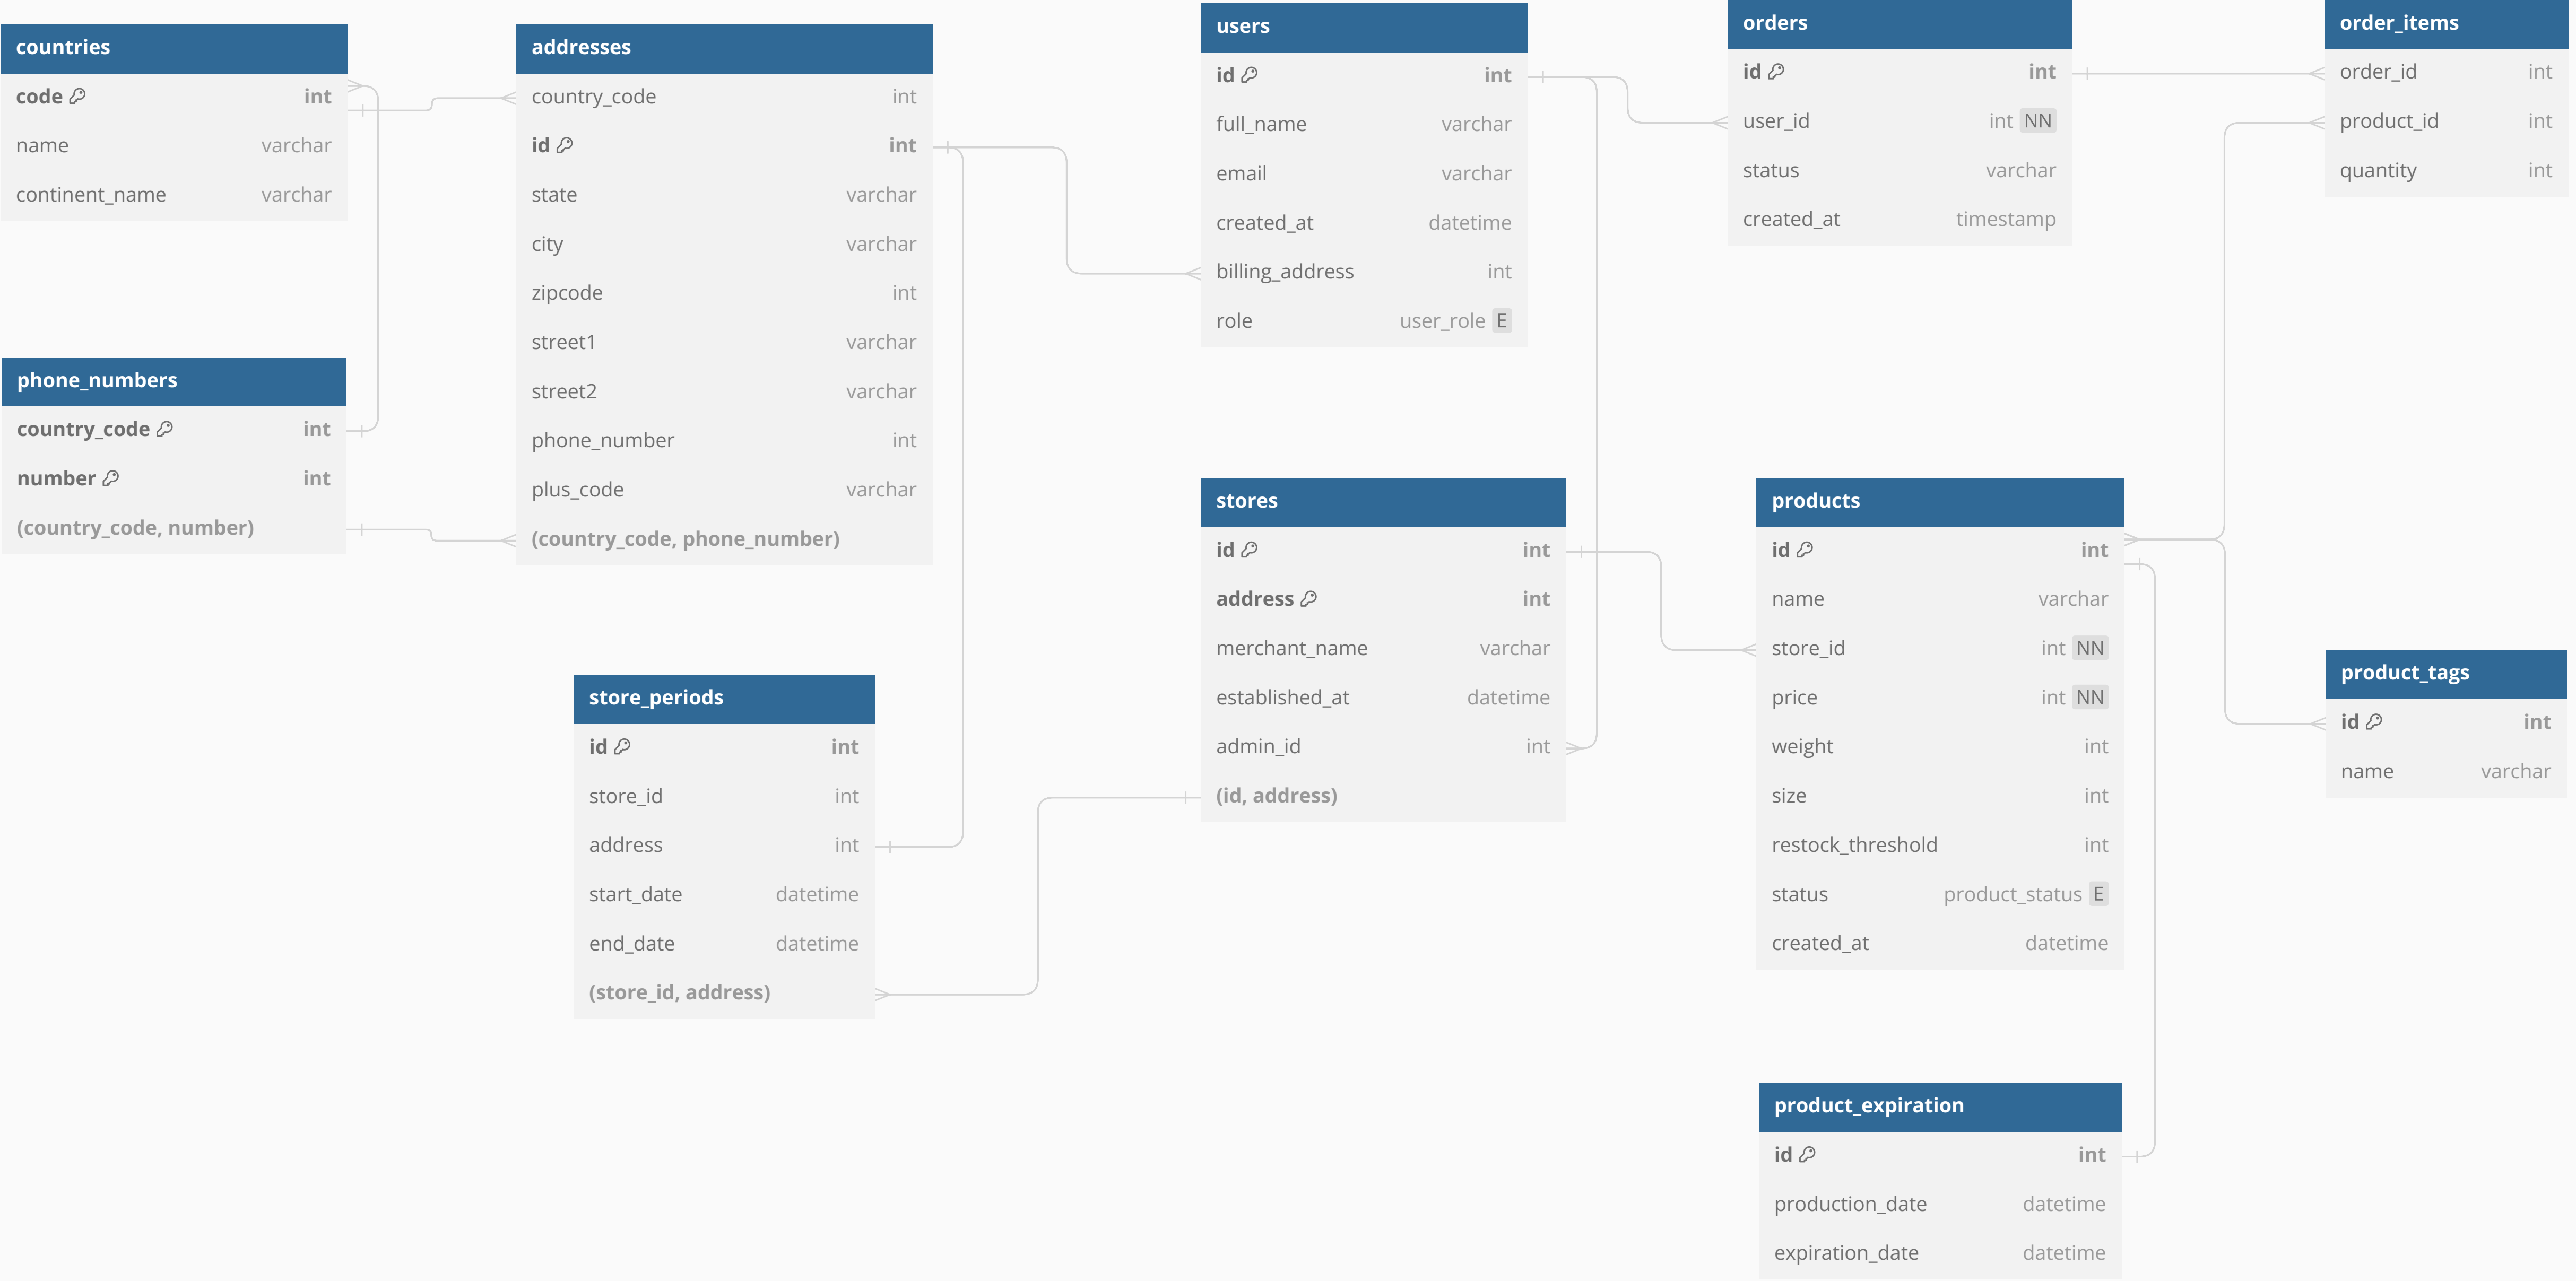 countries
code int
name varchar
continent_name varchar
phone_numbers
country_code int
number int
(country_code, number)
addresses
country_code int
id int
state varchar
city varchar
zipcode int
street1 varchar
street2 varchar
phone_number int
plus_code varchar
(country_code, phone_number)
store_periods
id int
store_id int
address int
start_date datetime
end_date datetime
(store_id, address)
users
id int
full_name varchar
email varchar
created_at datetime
billing_address int
role user_role E
stores
id int
address int
merchant_name varchar
established_at datetime
admin_id int
(id, address)
orders
id int
user_id int NN
status varchar
created_at timestamp
products
id int
name varchar
store_id int NN
price int NN
weight int
size int
restock_threshold int
status product_status E
created_at datetime
product_expiration
id int
production_date datetime
expiration_date datetime
order_items
order_id int
product_id int
quantity int
product_tags
id int
name varchar